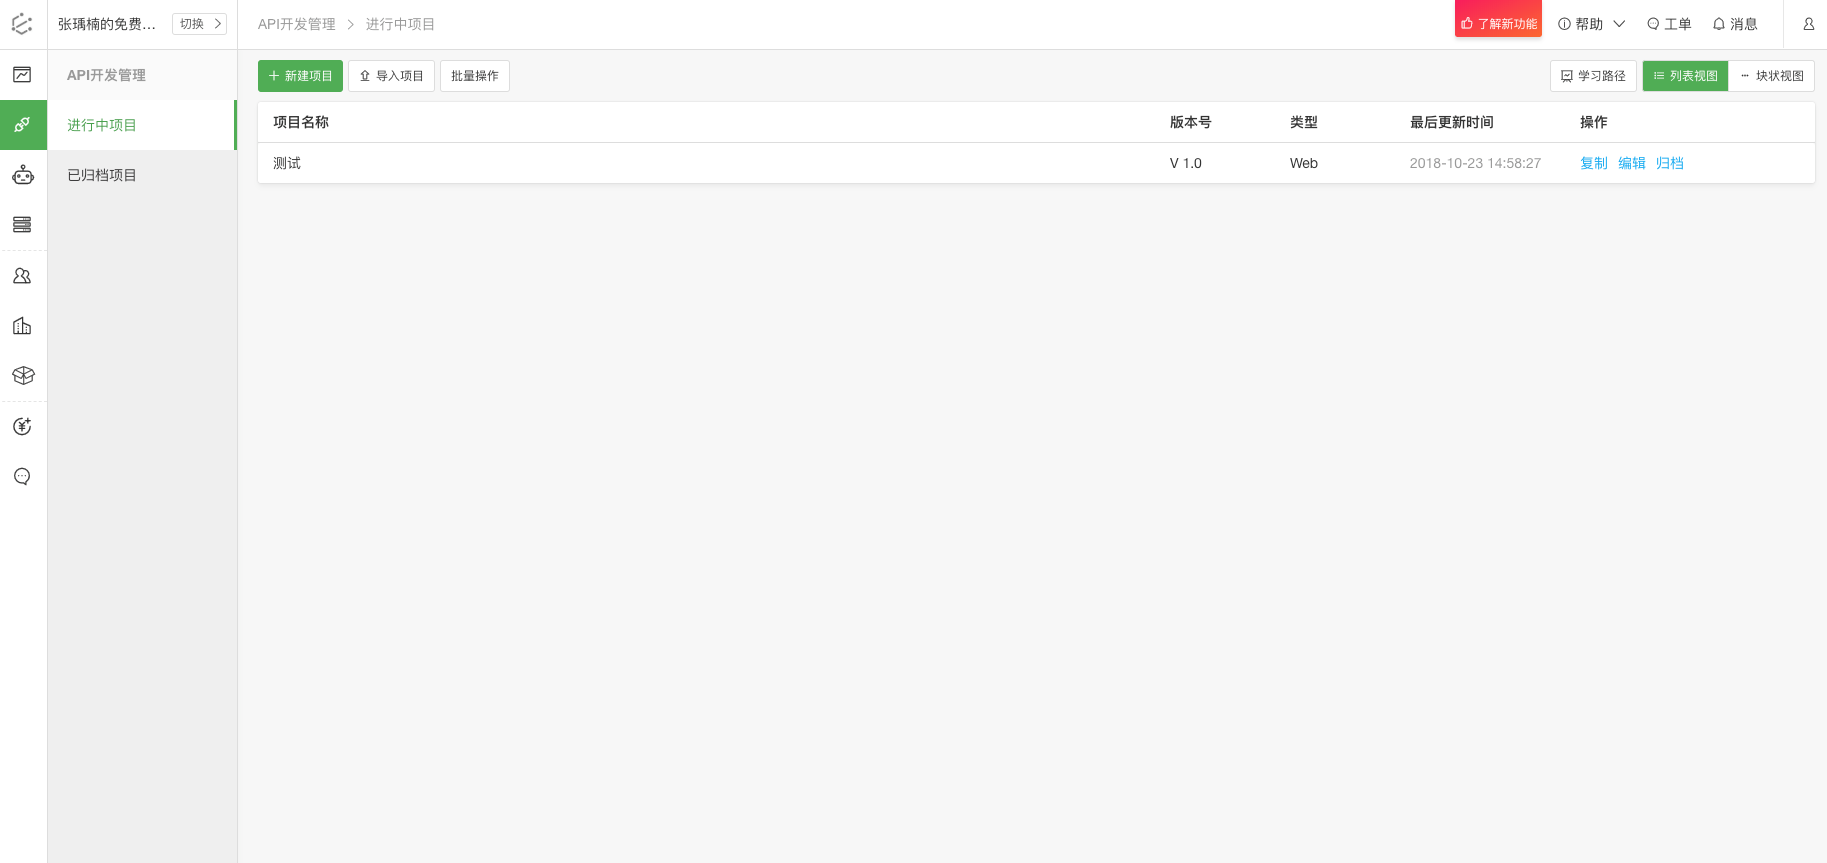 张瑀楠的免费... 切换 API开发管理 进行中项目 了解新功能 帮助 工单 消息
API开发管理
进行中项目
已归档项目
新建项目 导入项目 批量操作 学习路径 列表视图 块状视图
项目名称 版本号 类型 最后更新时间 操作
测试 V 1.0 Web 2018-10-23 14:58:27 复制 编辑 归档